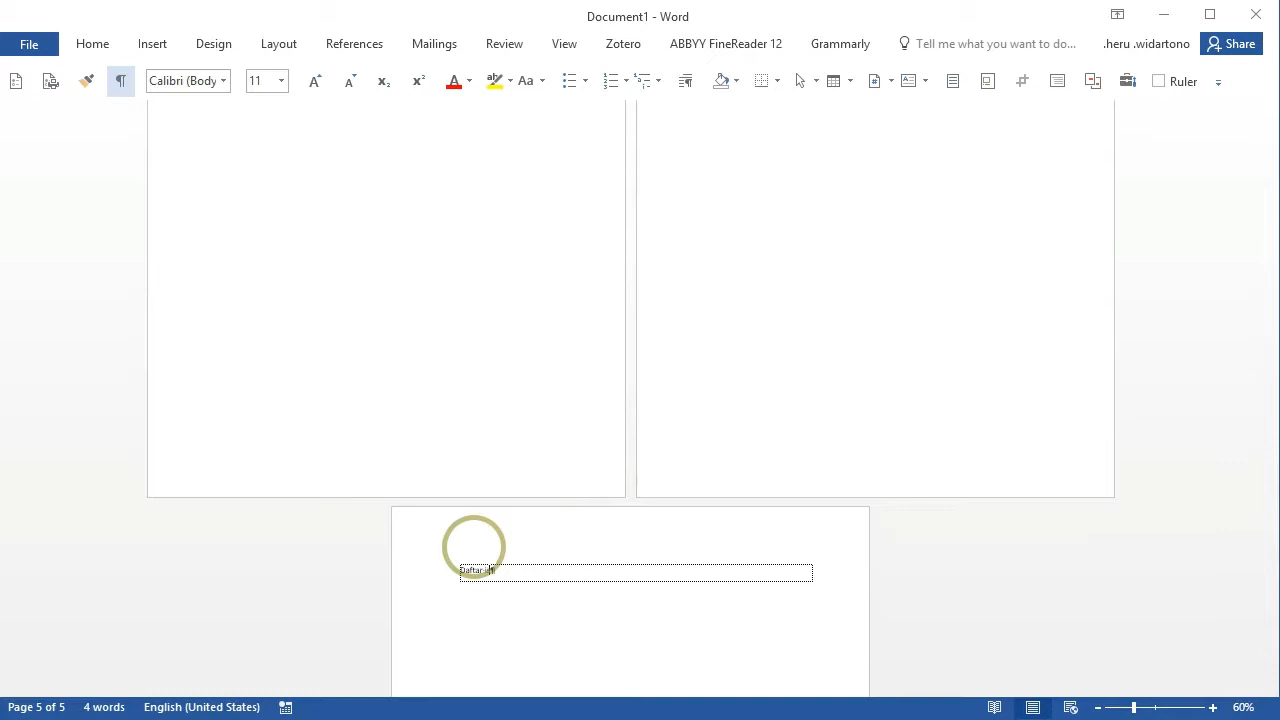 Document1 - Word
File Home Insert Design Layout References Mailings Review View Zotero ABBYY FineReader 12 Grammarly Tell me what you want to do... .heru .widartono Share
Calibri (Body 11 Aa Ruler
Daftar
Page 5 of 5 4 words English (United States) 60%